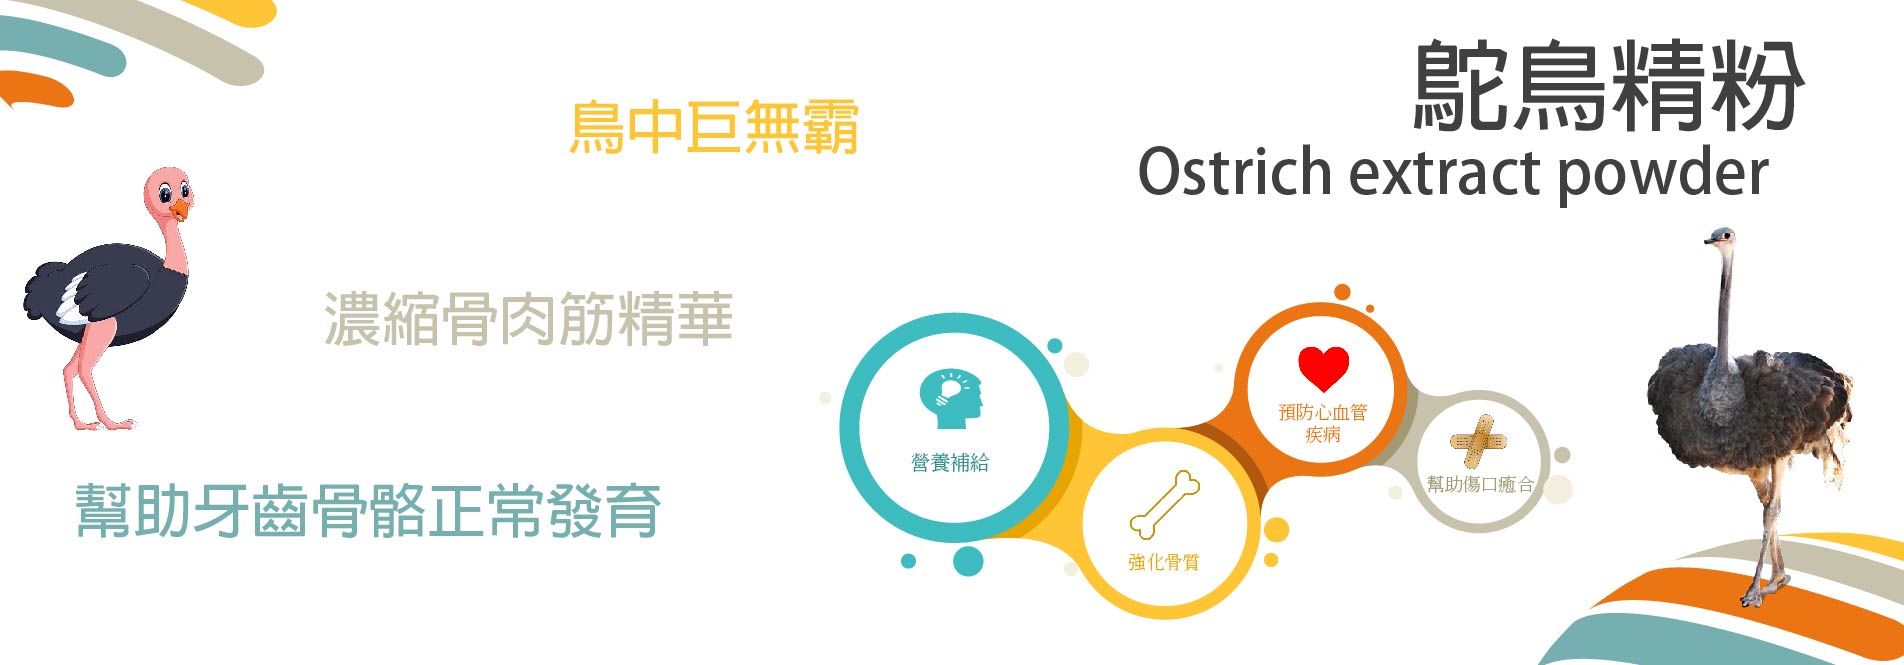 鴕鳥精粉
Ostrich extract powder
鳥中巨無霸
濃縮骨肉筋精華
幫助牙齒骨骼正常發育
營養補給
強化骨質
預防心血管
疾病
幫助傷口癒合